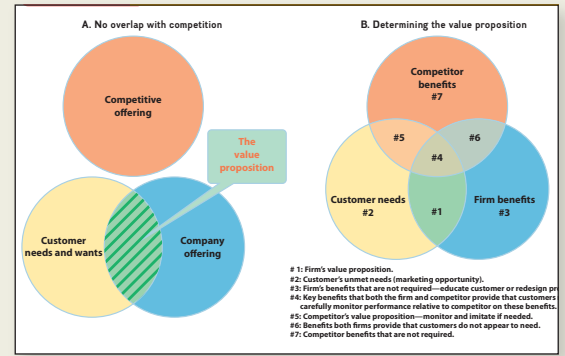 A. No overlap with competition
Competitive
offering
The
value
proposition
Customer
needs and wants
Company
offering
B. Determining the value proposition
Competitor
benefits
#7
#5
#6
#4
Customer needs
#2
Firm benefits
#3
#1
# 1: Firm's value proposition.
#2: Customer's unmet needs (marketing opportunity).
#3: Firm's benefits that are not required—educate customer or redesign
#4: Key benefits that both the firm and competitor provide that customers
carefully monitor performance relative to competitor on these benefits.
#5: Competitor's value proposition—monitor and imitate if needed.
#6: Benefits both firms provide that customers do not appear to need.
#7: Competitor benefits that are not required.